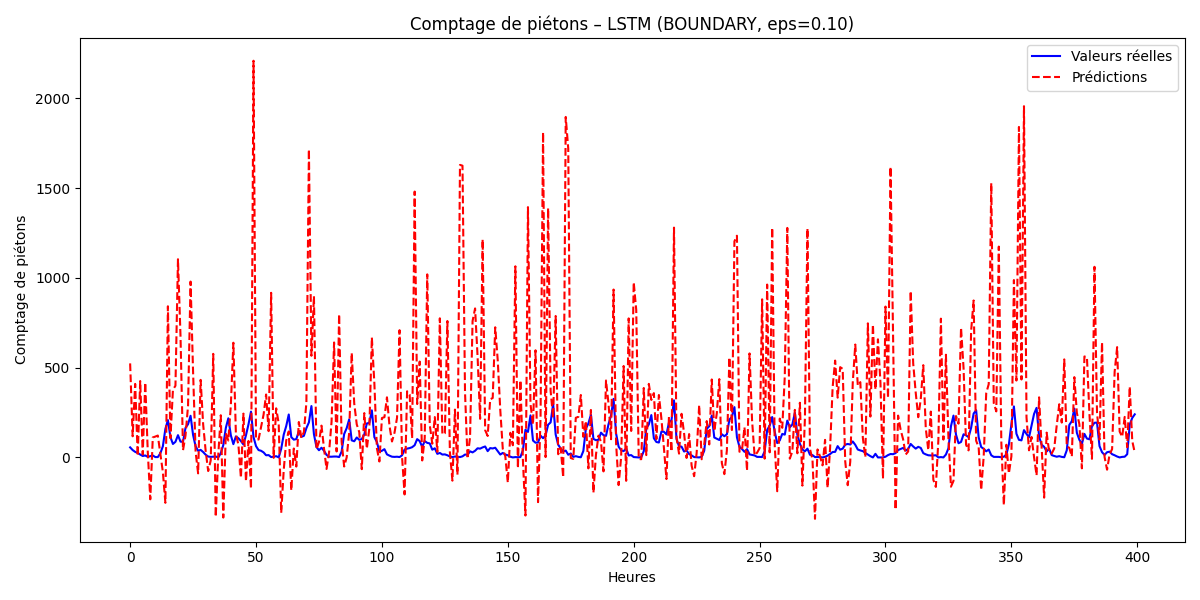 Comptage de piétons – LSTM (BOUNDARY, eps=0.10)
Valeurs réelles
Prédictions
Comptage de piétons
2000
1500
1000
500
0
0 50 100 150 200 250 300 350 400
Heures